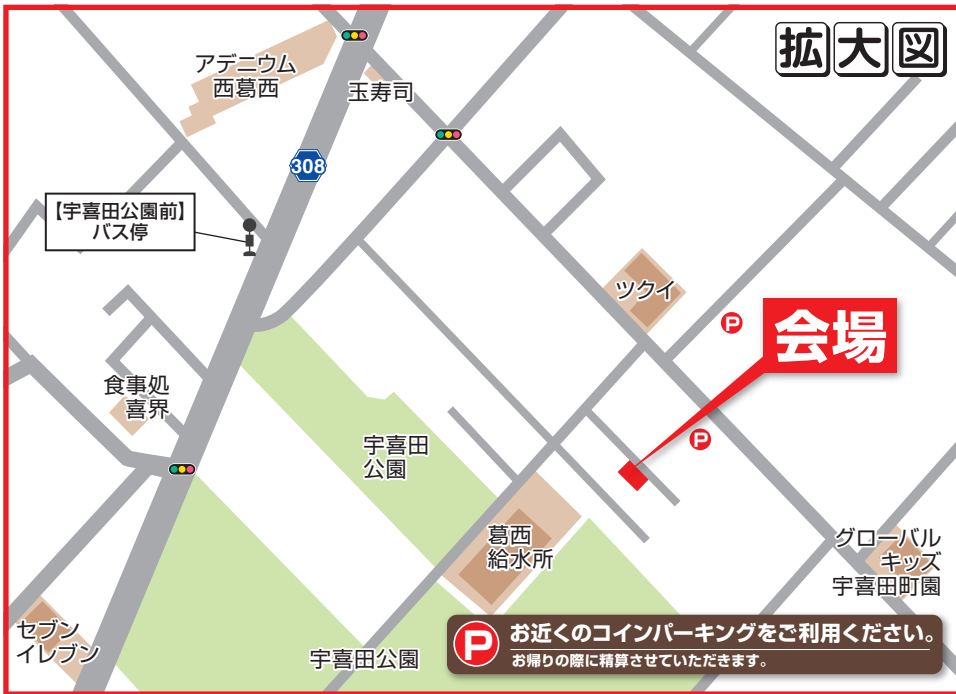 拡大図
アデニウム
西葛西
玉寿司
308
【宇喜田公園前】
バス停
ツクイ
P
会場
食事処
喜界
宇喜田
公園
P
葛西
給水所
グローバル
キッズ
宇喜田町園
セブン
イレブン
宇喜田公園
P
お近くのコインパーキングをご利用ください。
お帰りの際に精算させていただきます。